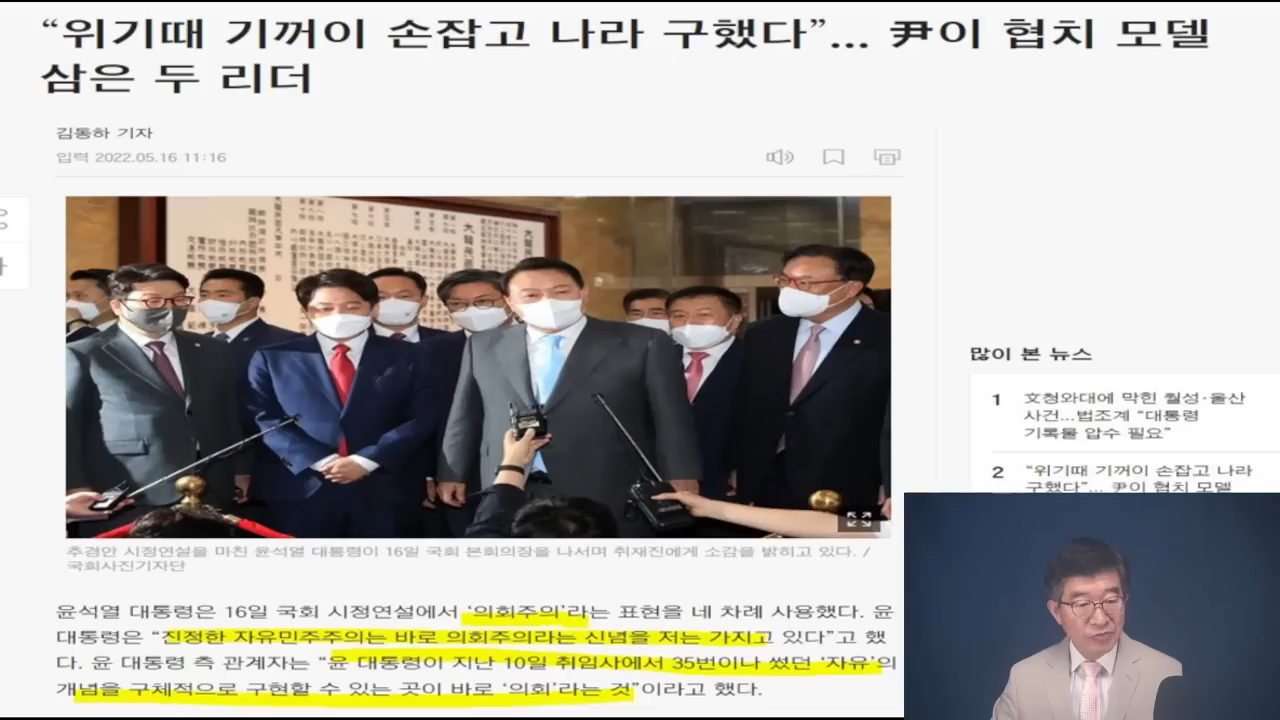 “위기때 기꺼이 손잡고 나라 구했다”... 尹이 협치 모델
삼은 두 리더
김동하 기자
입력 2022.05.16 11:16
추경안 시정연설을 마친 윤석열 대통령이 16일 국회 본회의장을 나서며 취재진에게 소감을 밝히고 있다. /
국회사진기자단
윤석열 대통령은 16일 국회 시정연설에서 ‘의회주의’라는 표현을 네 차례 사용했다. 윤
대통령은 “진정한 자유민주주의는 바로 의회주의라는 신념을 저는 가지고 있다”고 했
다. 윤 대통령 측 관계자는 “윤 대통령이 지난 10일 취임사에서 35번이나 썼던 ‘자유’의
개념을 구체적으로 구현할 수 있는 곳이 바로 ‘의회’라는 것”이라고 했다.
많이 본 뉴스
1 文청와대에 막힌 월성·울산
사건...법조계 “대통령
기록물 압수 필요”
2 “위기때 기꺼이 손잡고 나라
구했다”... 尹이 협치 모델